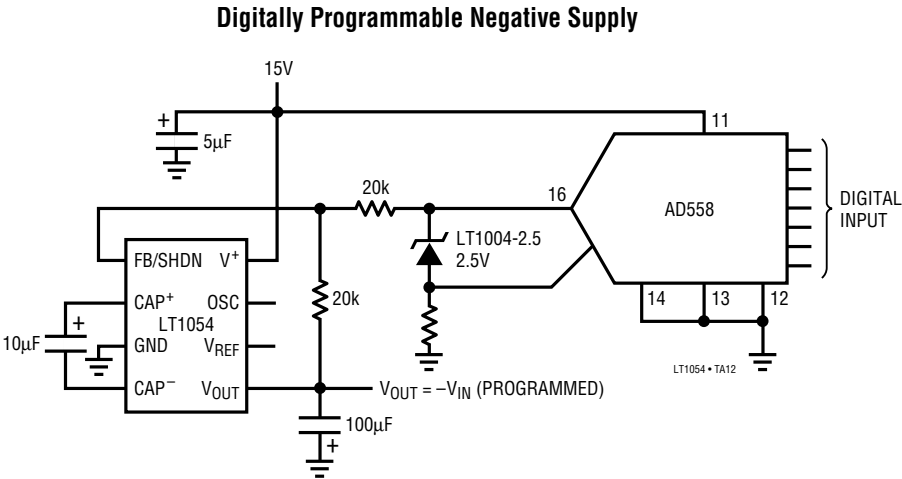 Digitally Programmable Negative Supply
15V
+
5µF
11
20k
16
AD558
DIGITAL
INPUT
LT1004-2.5
2.5V
FB/SHDN V+
CAP+ OSC
LT1054
GND VREF
CAP− VOUT
+
10µF
20k
14 13 12
LT1054 • TA12
VOUT = –VIN (PROGRAMMED)
100µF
+